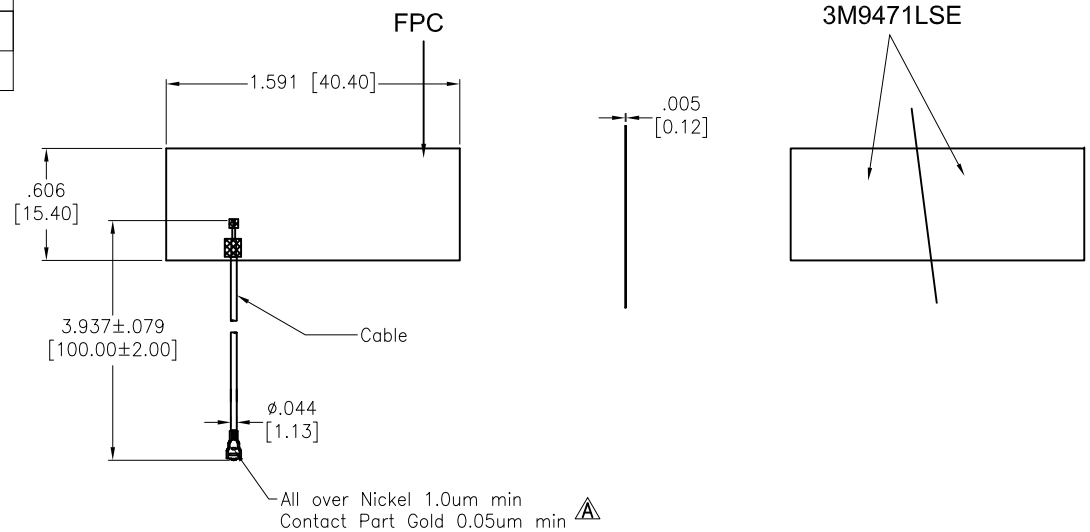 FPC
3M9471LSE
1.591 [40.40]
.005
[0.12]
.606
[15.40]
3.937±.079
[100.00±2.00]
Cable
ø.044
[1.13]
All over Nickel 1.0um min
Contact Part Gold 0.05um min A